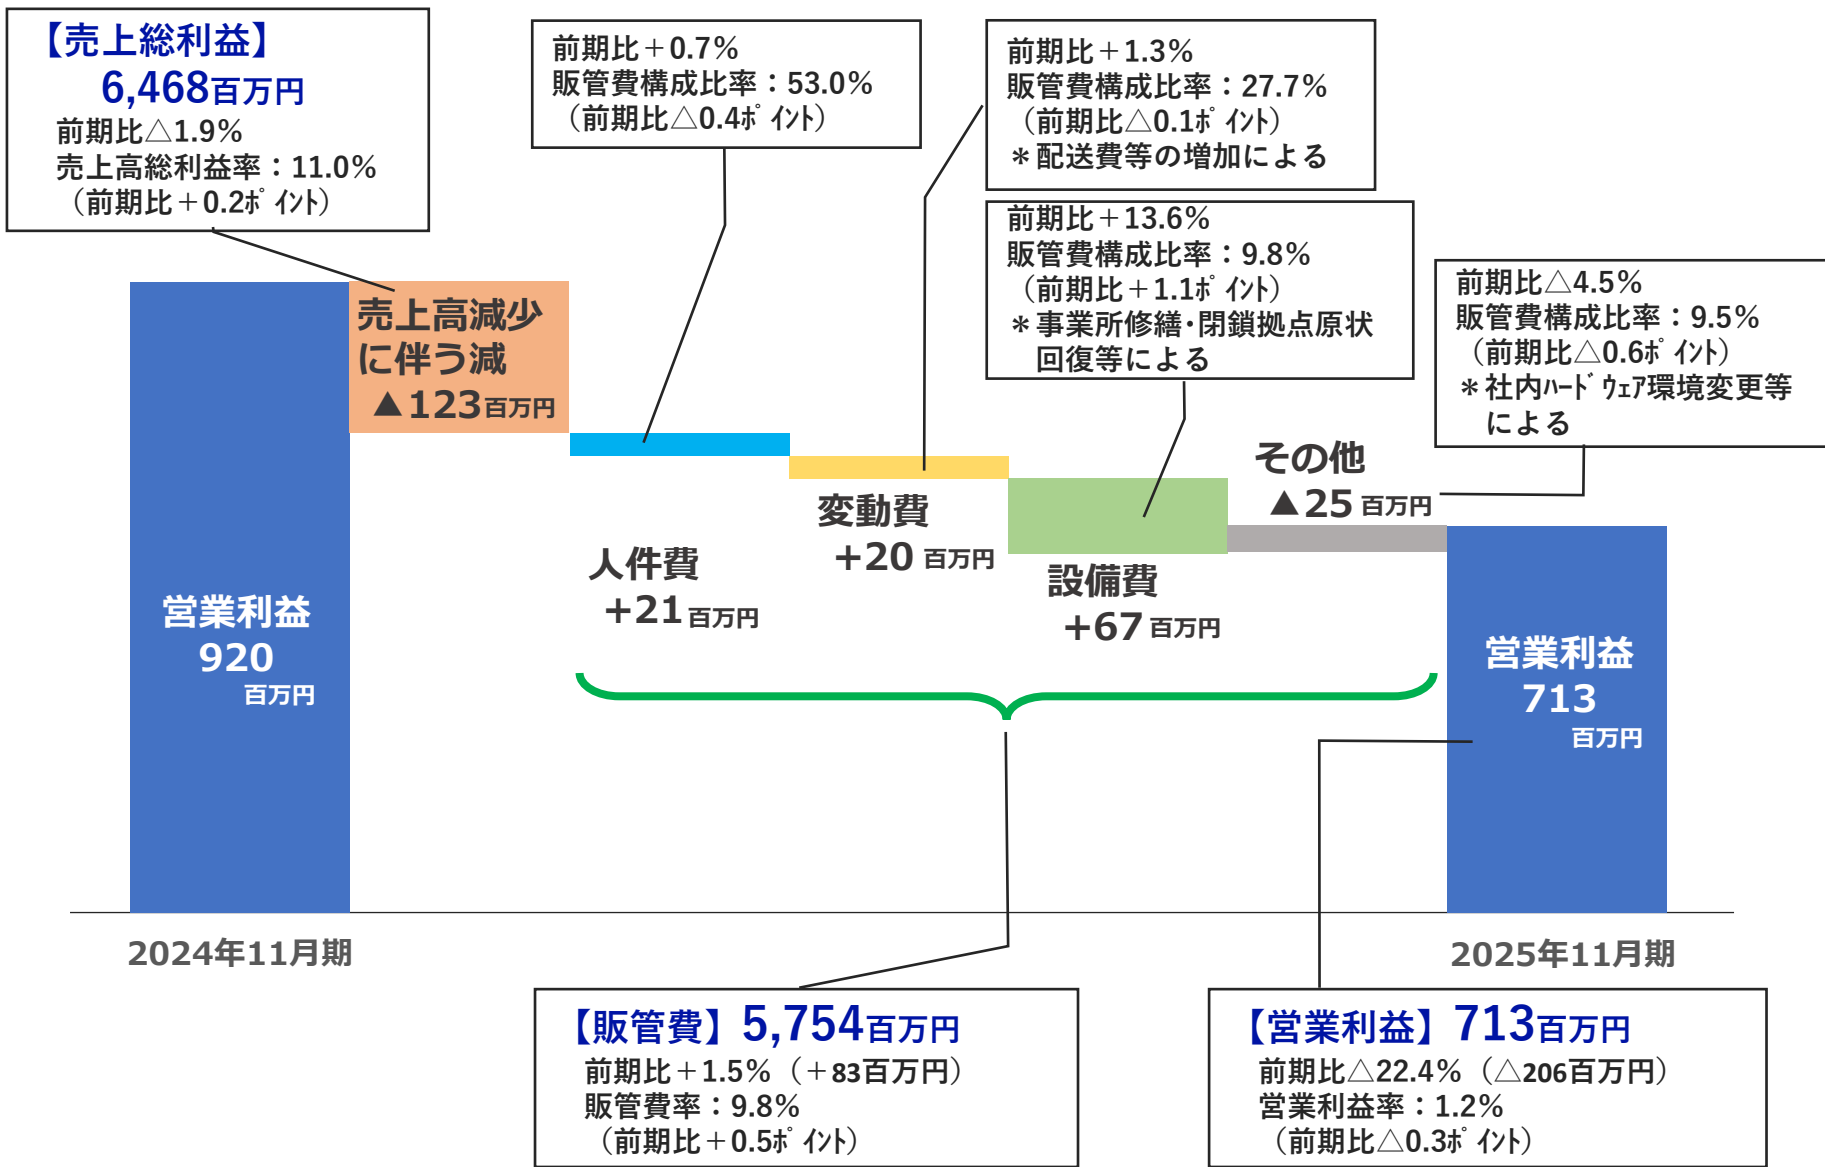 【売上総利益】
6,468百万円
前期比△1.9%
売上高総利益率：11.0%
（前期比＋0.2ﾎﾟｲﾝﾄ）
前期比＋0.7%
販管費構成比率：53.0%
（前期比△0.4ﾎﾟｲﾝﾄ）
前期比＋1.3%
販管費構成比率：27.7%
（前期比△0.1ﾎﾟｲﾝﾄ）
＊配送費等の増加による
前期比＋13.6%
販管費構成比率：9.8%
（前期比＋1.1ﾎﾟｲﾝﾄ）
＊事業所修繕･閉鎖拠点原状
回復等による
前期比△4.5%
販管費構成比率：9.5%
（前期比△0.6ﾎﾟｲﾝﾄ）
＊社内ﾊｰﾄﾞｳｪｱ環境変更等
による
売上高減少
に伴う減
▲123百万円
人件費
+21百万円
変動費
+20百万円
設備費
+67百万円
その他
▲25百万円
営業利益
920
百万円
営業利益
713
百万円
2024年11月期
2025年11月期
【販管費】5,754百万円
前期比＋1.5%（＋83百万円）
販管費率：9.8%
（前期比＋0.5ﾎﾟｲﾝﾄ）
【営業利益】713百万円
前期比△22.4%（△206百万円）
営業利益率：1.2%
（前期比△0.3ﾎﾟｲﾝﾄ）